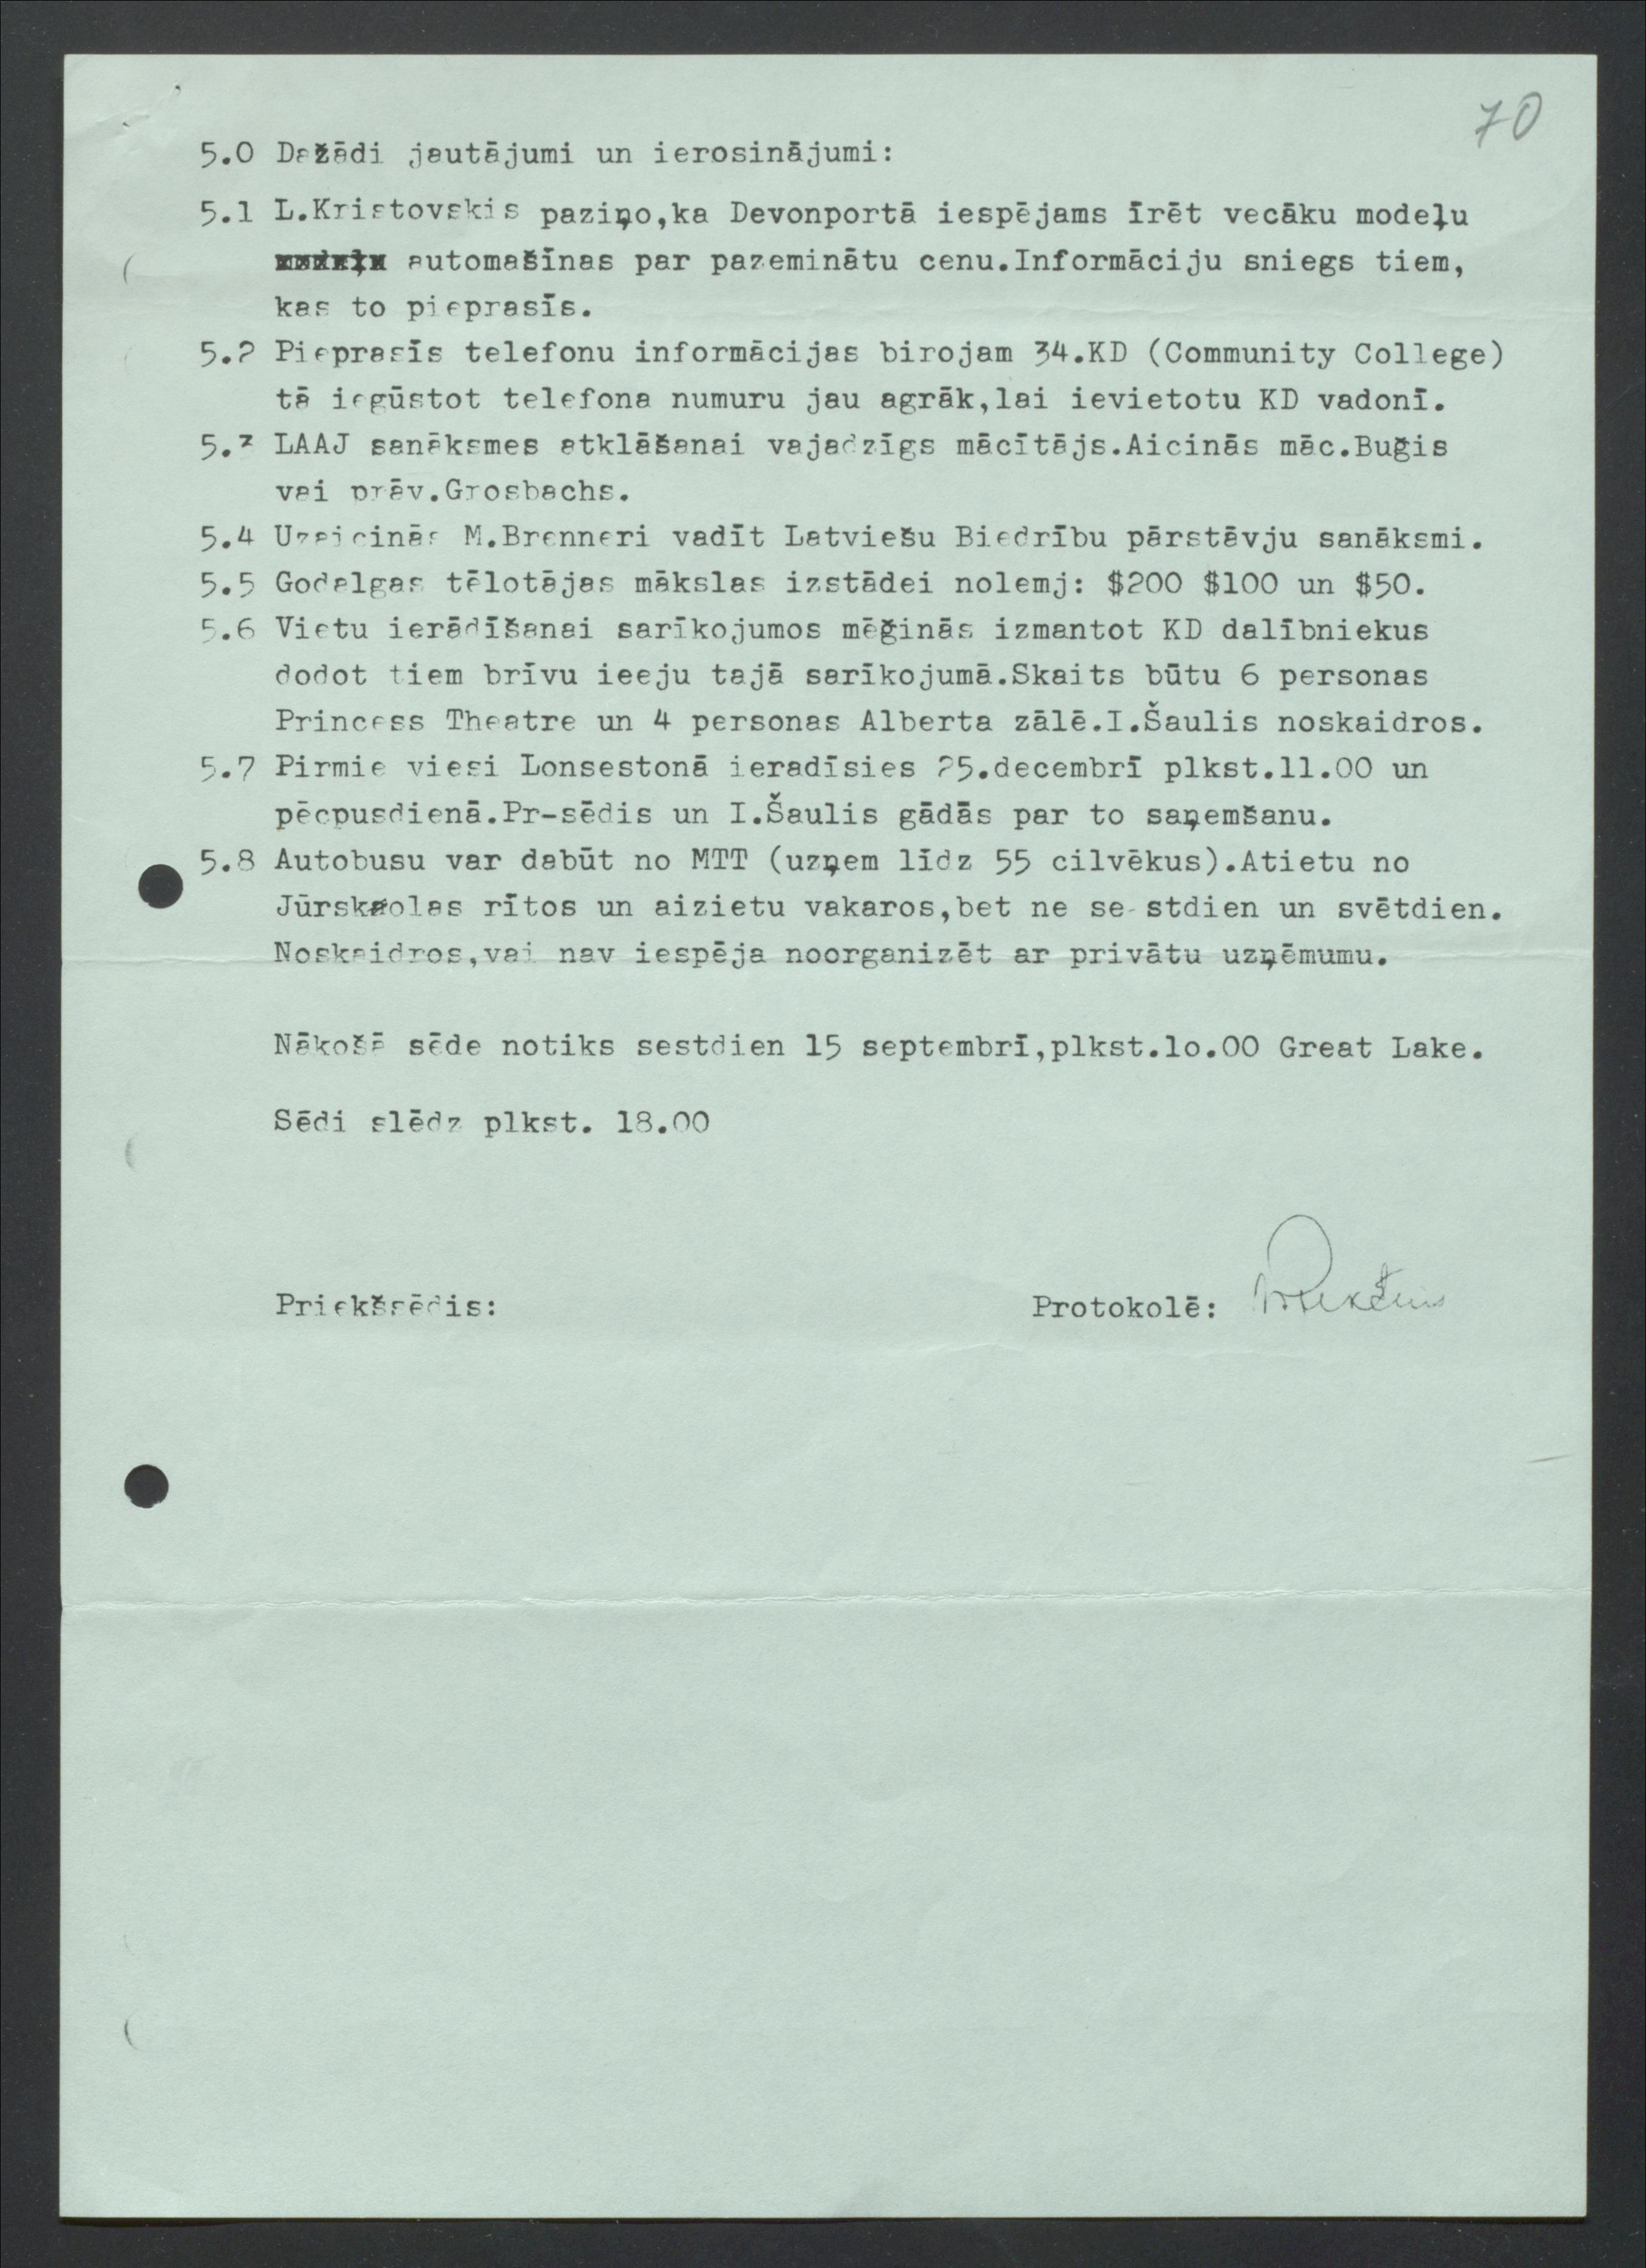 70
5.0 Dažādi jautājumi un ierosinājumi:
5.1 L.Kristovskis paziņo,ka Devonportā iespējams īrēt vecāku modeļu
automašīnas par pazeminātu cenu.Informāciju sniegs tiem,
kas to pieprasīs.
5.2 Pieprasīs telefonu informācijas birojam 34.KD (Community College)
tā iegūstot telefona numuru jau agrāk,lai ievietotu KD vadonī.
5.3 LAAJ sanāksmes atklāšanai vajadzīgs mācītājs.Aicinās māc.Buģis
vai prāv.Grosbachs.
5.4 Uzaicinās M.Brenneri vadīt Latviešu Biedrību pārstāvju sanāksmi.
5.5 Godalgas tēlotājas mākslas izstādei nolemj: $200 $100 un $50.
5.6 Vietu ierādīšanai sarīkojumos mēģinās izmantot KD dalībniekus
dodot tiem brīvu ieeju tajā sarīkojumā.Skaits būtu 6 personas
Princess Theatre un 4 personas Alberta zālē.I.Šaulis noskaidros.
5.7 Pirmie viesi Lonsestonā ieradīsies 25.decembrī plkst.11.00 un
pēcpusdienā.Pr-sēdis un I.Šaulis gādās par to saņemšanu.
5.8 Autobusu var dabūt no MTT (uzņem līdz 55 cilvēkus).Atietu no
Jūrskolas rītos un aizietu vakaros,bet ne se stdien un svētdien.
Noskaidros,vai nav iespēja noorganizēt ar privātu uzņēmumu.
Nākošā sēde notiks sestdien 15 septembrī,plkst.lo.00 Great Lake.
Sēdi slēdz plkst. 18.00
Priekšsēdis:
Protokolē: